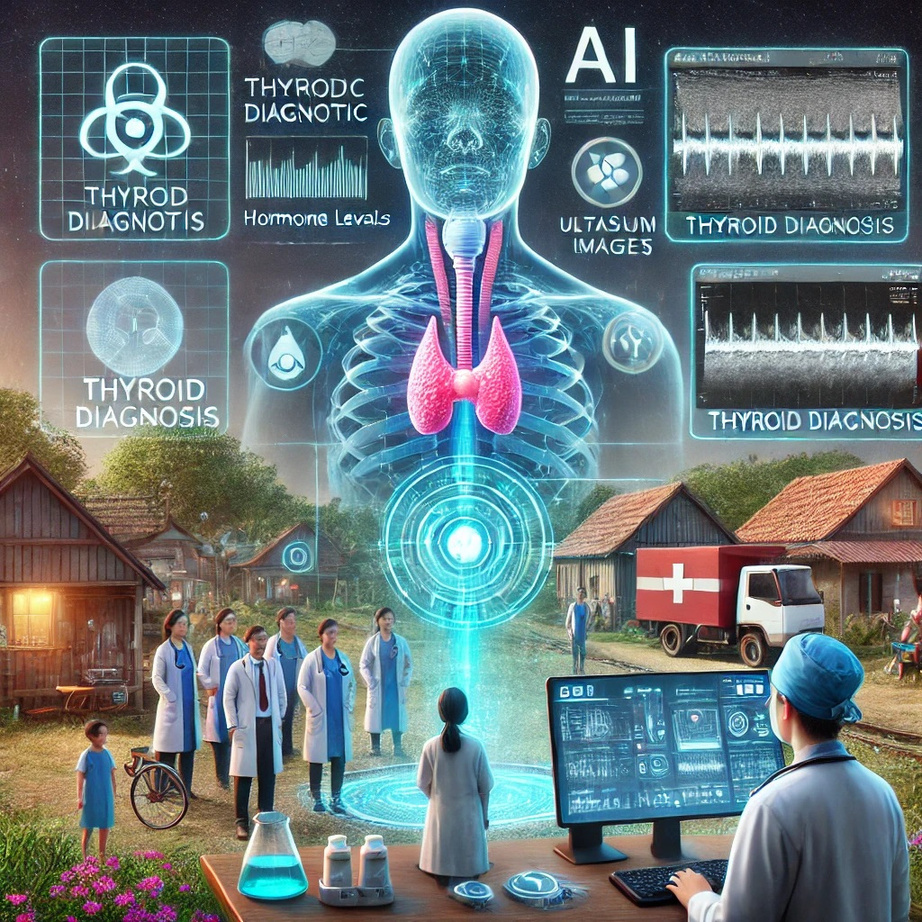 THYROD
DIAGNOTIS
THYRODC
DIAGNOTIC
Hormone Levals
AI
ULTASUM
IMAGES
THYROID DIAGNOSIS
THYROID
DIAGNOSIS
THYROID DIAGNOSIS